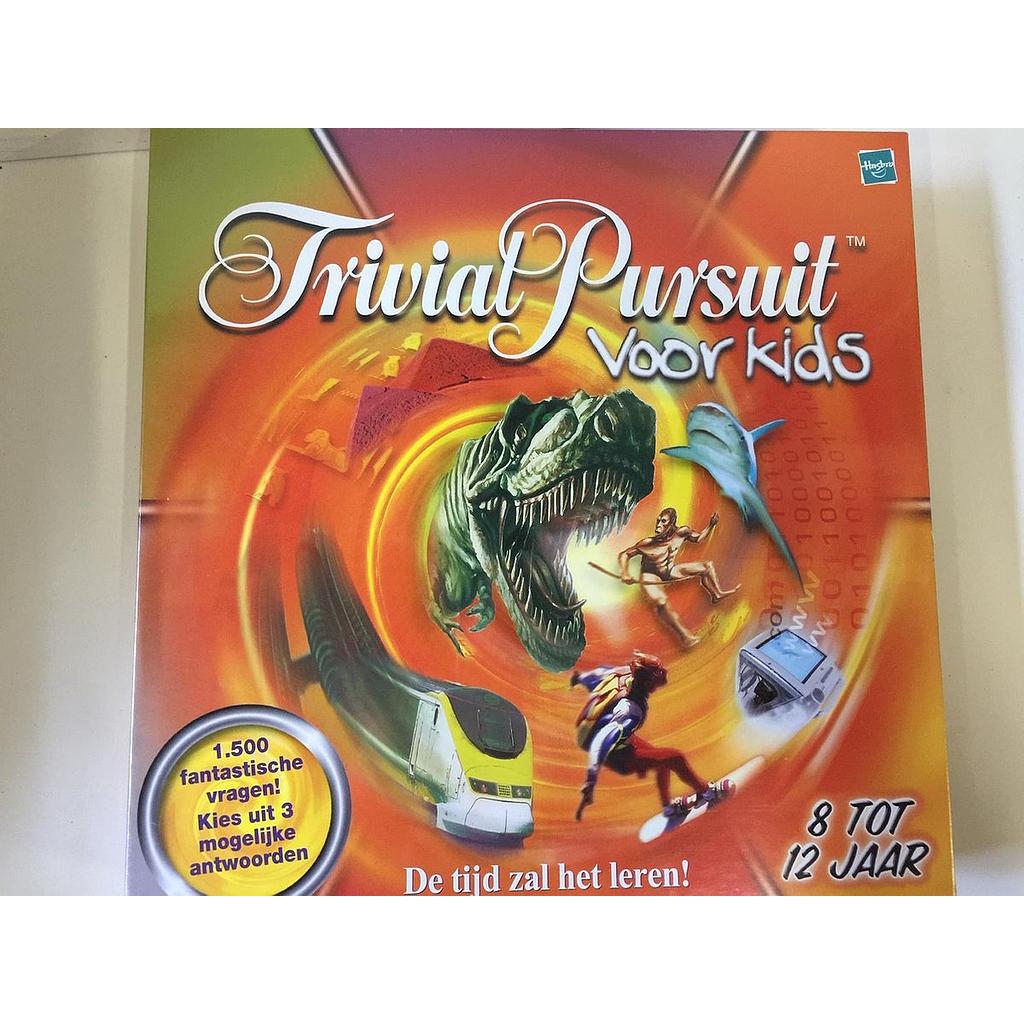 Hasbro
Trivial Pursuit™
Voor kids
1.500
fantastische
vragen!
Kies uit 3
mogelijke
antwoorden
8 TOT
12 JAAR
De tijd zal het leren!